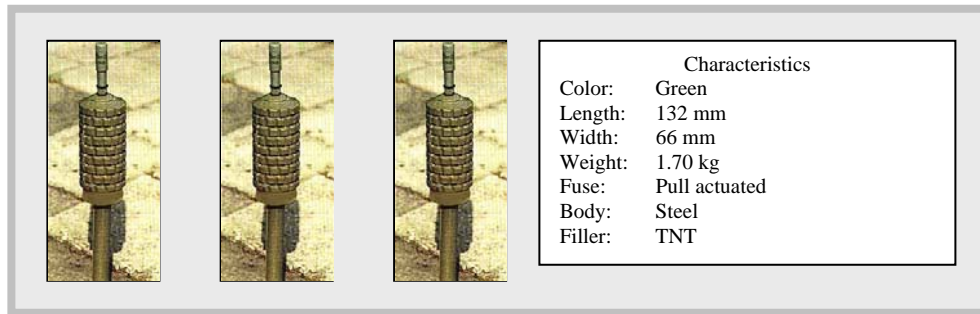 Characteristics
Color: Green
Length: 132 mm
Width: 66 mm
Weight: 1.70 kg
Fuse: Pull actuated
Body: Steel
Filler: TNT